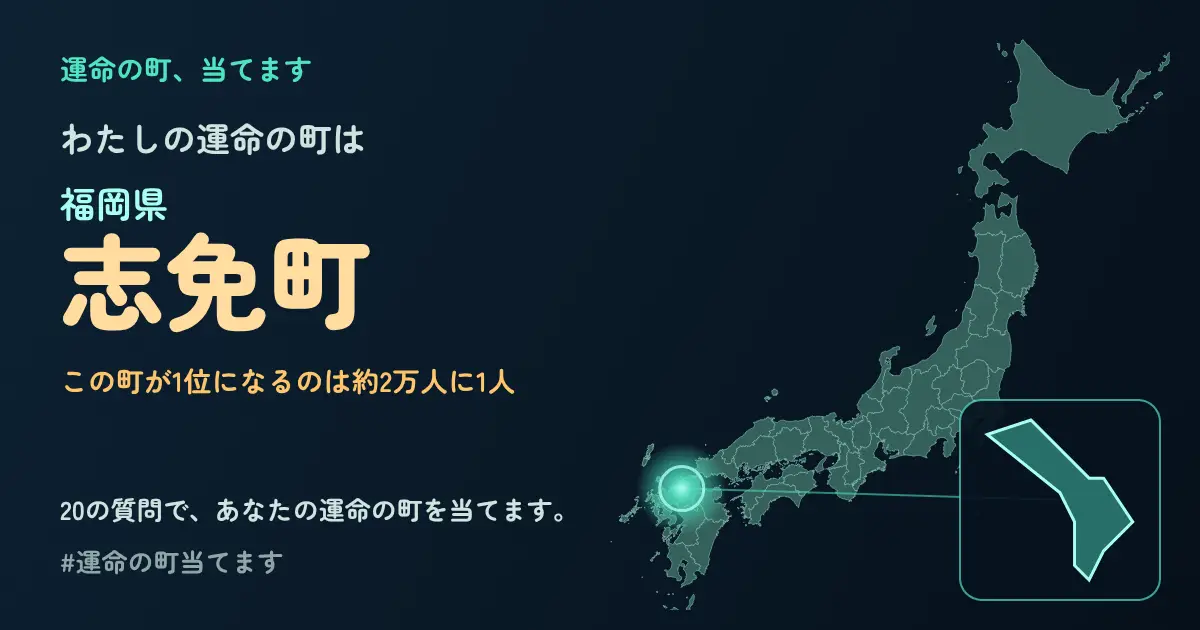 運命の町、当てます
わたしの運命の町は
福岡県
志免町
この町が1位になるのは約2万人に1人
20の質問で、あなたの運命の町を当てます。
#運命の町当てます